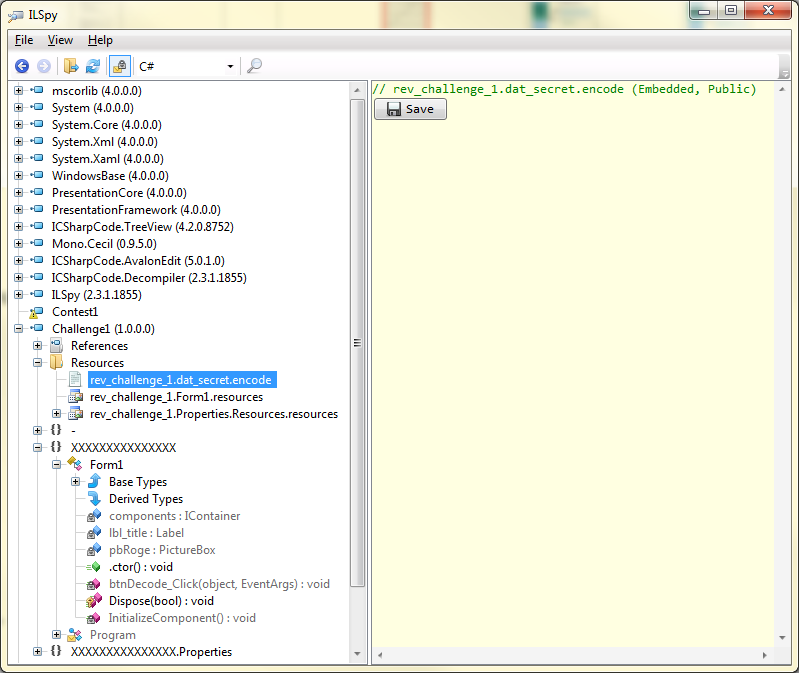 ILSpy
File View Help
C#
mscorlib (4.0.0.0)
System (4.0.0.0)
System.Core (4.0.0.0)
System.Xml (4.0.0.0)
System.Xaml (4.0.0.0)
WindowsBase (4.0.0.0)
PresentationCore (4.0.0.0)
PresentationFramework (4.0.0.0)
ICSharpCode.TreeView (4.2.0.8752)
Mono.Cecil (0.9.5.0)
ICSharpCode.AvalonEdit (5.0.1.0)
ICSharpCode.Decompiler (2.3.1.1855)
ILSpy (2.3.1.1855)
Contest1
Challenge1 (1.0.0.0)
References
Resources
rev_challenge_1.dat_secret.encode
rev_challenge_1.Form1.resources
rev_challenge_1.Properties.Resources.resources
{} -
{} XXXXXXXXXXXXXXX
Form1
Base Types
Derived Types
components : IContainer
lbl_title : Label
pbRoge : PictureBox
.ctor() : void
btnDecode_Click(object, EventArgs) : void
Dispose(bool) : void
InitializeComponent() : void
Program
{} XXXXXXXXXXXXXXX.Properties
// rev_challenge_1.dat_secret.encode (Embedded, Public)
Save